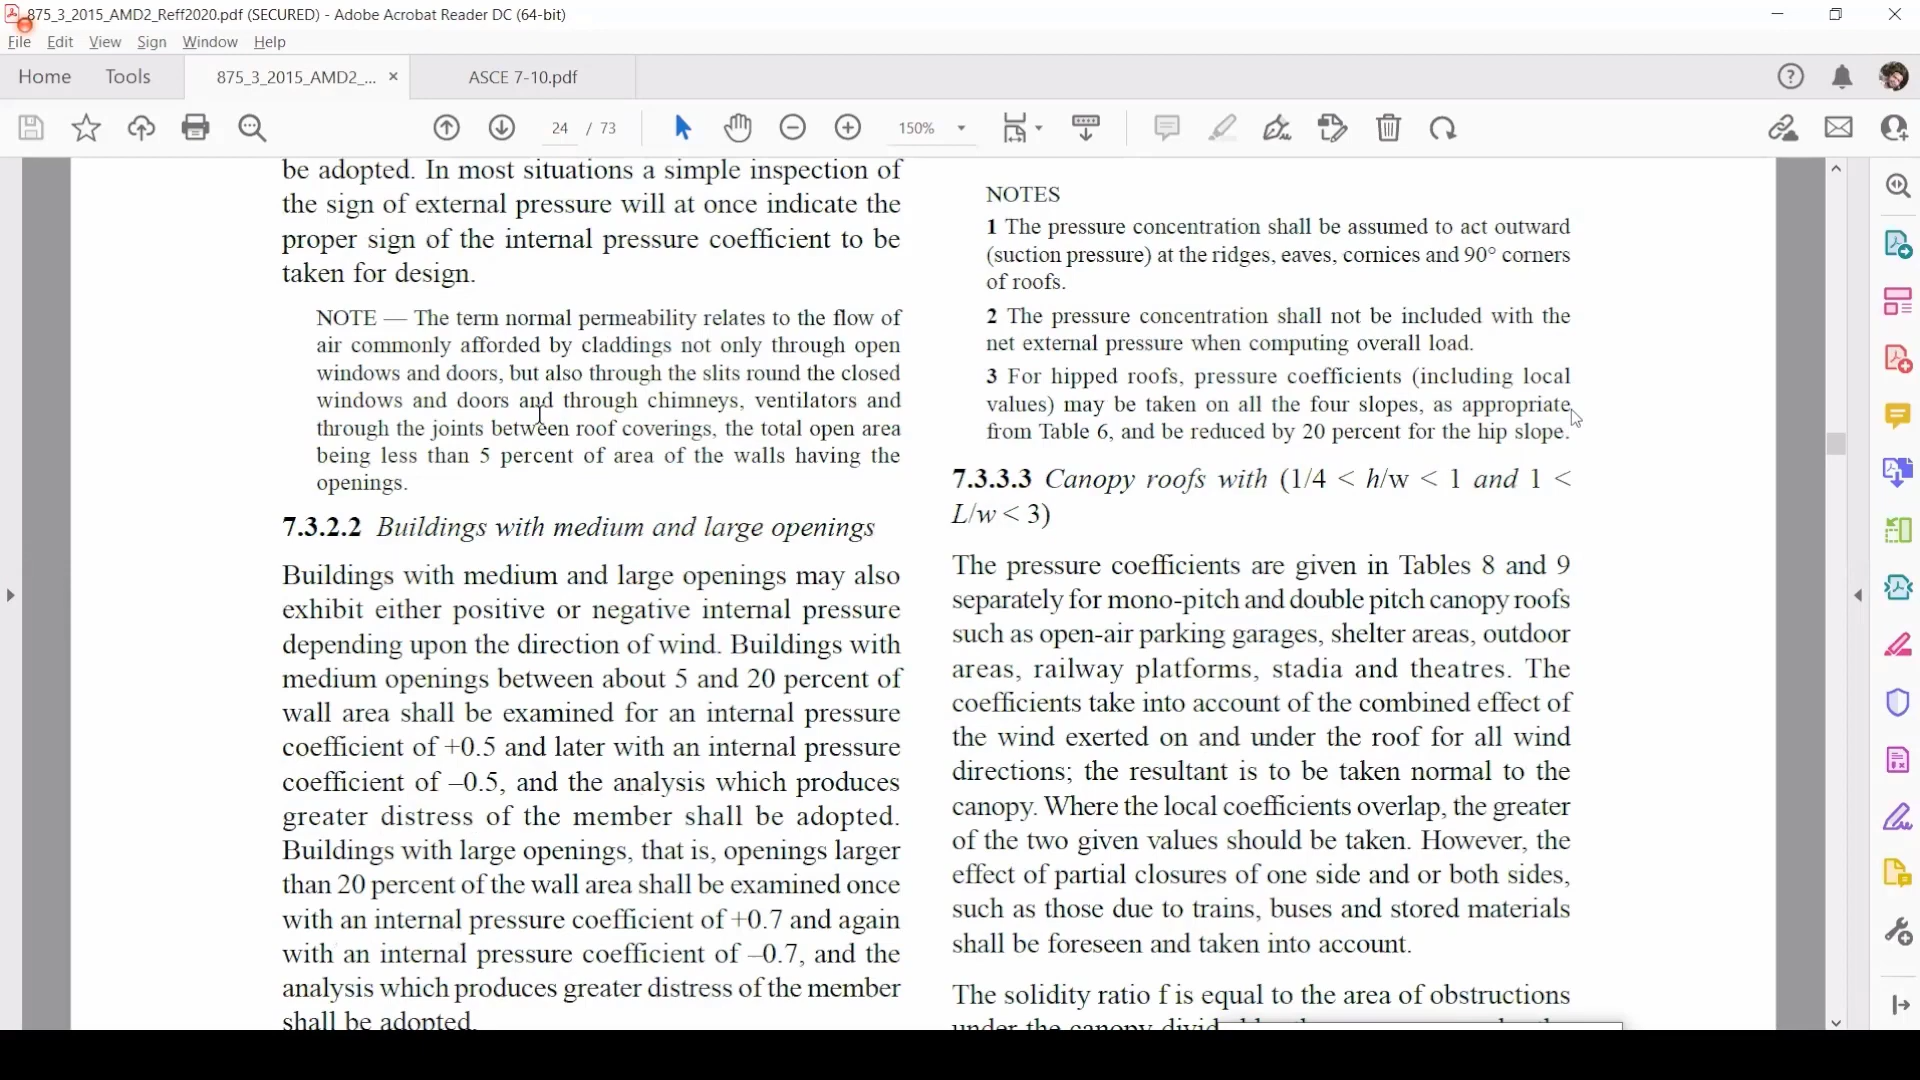 875_3_2015_AMD2_Reff2020.pdf (SECURED) - Adobe Acrobat Reader DC (64-bit)
File Edit View Sign Window Help
Home Tools 875_3_2015_AMD2_... × ASCE 7-10.pdf
24 / 73 150%
be adopted. In most situations a simple inspection of
the sign of external pressure will at once indicate the
proper sign of the internal pressure coefficient to be
taken for design.
NOTE — The term normal permeability relates to the flow of
air commonly afforded by claddings not only through open
windows and doors, but also through the slits round the closed
windows and doors and through chimneys, ventilators and
through the joints between roof coverings, the total open area
being less than 5 percent of area of the walls having the
openings.
7.3.2.2 Buildings with medium and large openings
Buildings with medium and large openings may also
exhibit either positive or negative internal pressure
depending upon the direction of wind. Buildings with
medium openings between about 5 and 20 percent of
wall area shall be examined for an internal pressure
coefficient of +0.5 and later with an internal pressure
coefficient of –0.5, and the analysis which produces
greater distress of the member shall be adopted.
Buildings with large openings, that is, openings larger
than 20 percent of the wall area shall be examined once
with an internal pressure coefficient of +0.7 and again
with an internal pressure coefficient of –0.7, and the
analysis which produces greater distress of the member
shall be adopted.
NOTES
1 The pressure concentration shall be assumed to act outward
(suction pressure) at the ridges, eaves, cornices and 90° corners
of roofs.
2 The pressure concentration shall not be included with the
net external pressure when computing overall load.
3 For hipped roofs, pressure coefficients (including local
values) may be taken on all the four slopes, as appropriate
from Table 6, and be reduced by 20 percent for the hip slope.
7.3.3.3 Canopy roofs with (1/4 < h/w < 1 and 1 <
L/w < 3)
The pressure coefficients are given in Tables 8 and 9
separately for mono-pitch and double pitch canopy roofs
such as open-air parking garages, shelter areas, outdoor
areas, railway platforms, stadia and theatres. The
coefficients take into account of the combined effect of
the wind exerted on and under the roof for all wind
directions; the resultant is to be taken normal to the
canopy. Where the local coefficients overlap, the greater
of the two given values should be taken. However, the
effect of partial closures of one side and or both sides,
such as those due to trains, buses and stored materials
shall be foreseen and taken into account.
The solidity ratio f is equal to the area of obstructions
under the canopy